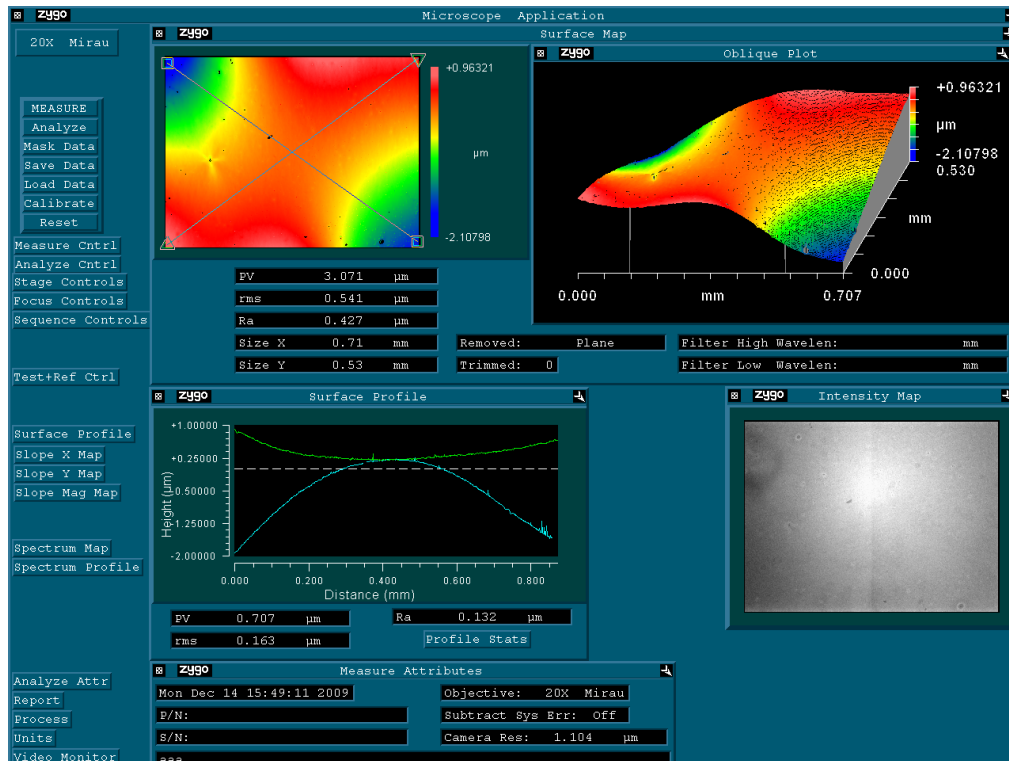 zygo Microscope Application
20X Mirau
MEASURE
Analyze
Mask Data
Save Data
Load Data
Calibrate
Reset
Measure Cntrl
Analyze Cntrl
Stage Controls
Focus Controls
Sequence Controls
Test+Ref Ctrl
Surface Profile
Slope X Map
Slope Y Map
Slope Mag Map
Spectrum Map
Spectrum Profile
Analyze Attr
Report
Process
Units
Video Monitor
zygo Surface Map
+0.96321
µm
-2.10798
zygo Oblique Plot
+0.96321
µm
-2.10798
0.530
mm
0.000
0.000 mm 0.707
PV 3.071 µm
rms 0.541 µm
Ra 0.427 µm
Size X 0.71 mm
Size Y 0.53 mm
Removed: Plane
Trimmed: 0
Filter High Wavelen: mm
Filter Low Wavelen: mm
zygo Surface Profile
+1.00000
+0.25000
-0.50000
-1.25000
-2.00000
Height (µm)
0.000 0.200 0.400 0.600 0.800
Distance (mm)
PV 0.707 µm
rms 0.163 µm
Ra 0.132 µm
Profile Stats
zygo Intensity Map
zygo Measure Attributes
Mon Dec 14 15:49:11 2009
P/N:
S/N:
Objective: 20X Mirau
Subtract Sys Err: Off
Camera Res: 1.104 µm
aaa